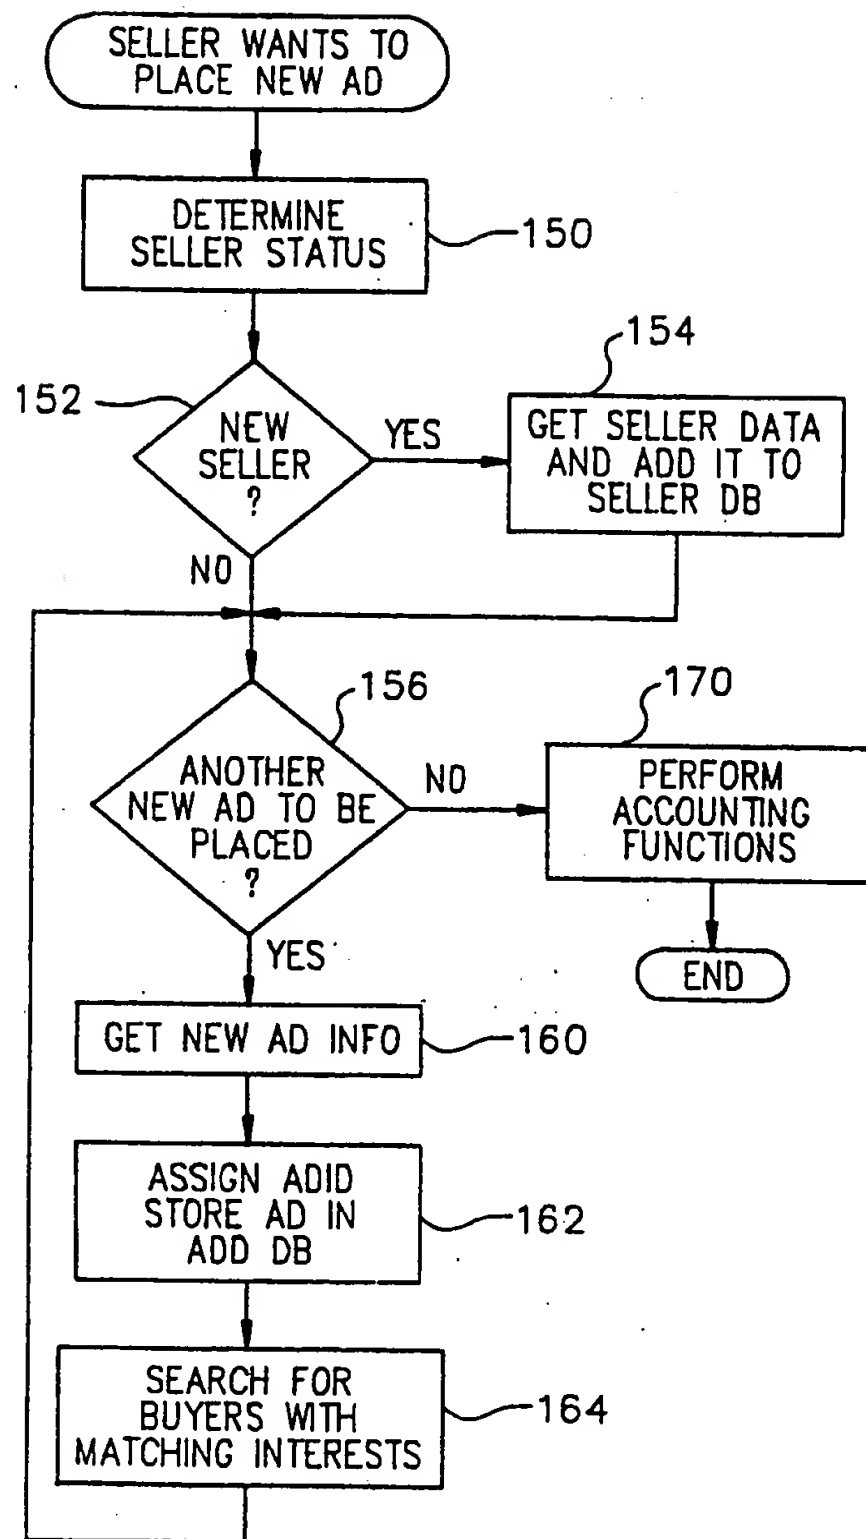 SELLER WANTS TO
PLACE NEW AD
DETERMINE
SELLER STATUS
150
152
NEW
SELLER
?
YES
154
GET SELLER DATA
AND ADD IT TO
SELLER DB
NO
156
ANOTHER
NEW AD TO BE
PLACED
?
NO
170
PERFORM
ACCOUNTING
FUNCTIONS
END
YES
GET NEW AD INFO
160
ASSIGN ADID
STORE AD IN
ADD DB
162
SEARCH FOR
BUYERS WITH
MATCHING INTERESTS
164